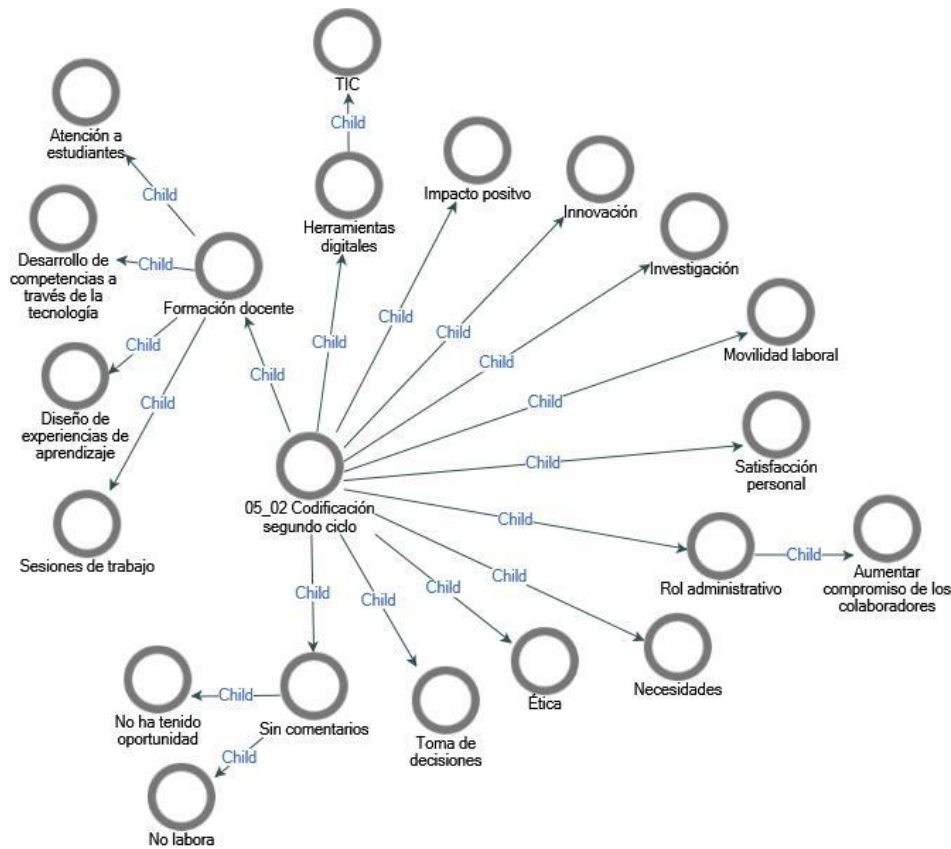 TIC
Child
Atención a
estudiantes
Child
Impacto positvo
Innovación
Herramientas
digitales
Investigación
Desarrollo de
competencias a
través de la
tecnología
Child
Formación docente
Child
Child
Child
Child
Child
Movilidad laboral
Child
Child
Child
Diseño de
experiencias de
aprendizaje
Child
Child
Satisfacción
personal
05_02 Codificación
segundo ciclo
Sesiones de trabajo
Child
Rol administrativo
Child
Aumentar
compromiso de los
colaboradores
Child
Child
Child
Child
Necesidades
Ética
No ha tenido
oportunidad
Child
Sin comentarios
Toma de
decisiones
Child
No labora